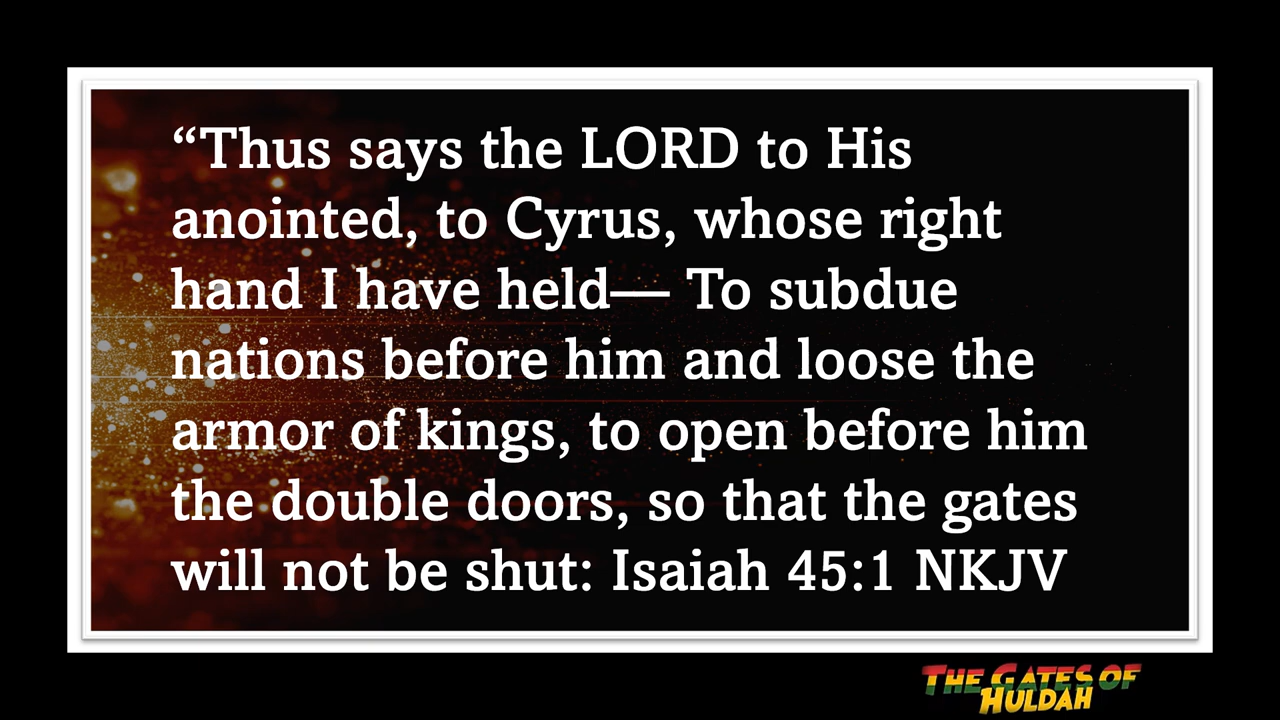 “Thus says the LORD to His
anointed, to Cyrus, whose right
hand I have held— To subdue
nations before him and loose the
armor of kings, to open before him
the double doors, so that the gates
will not be shut: Isaiah 45:1 NKJV
THE GATES OF
HULDAH